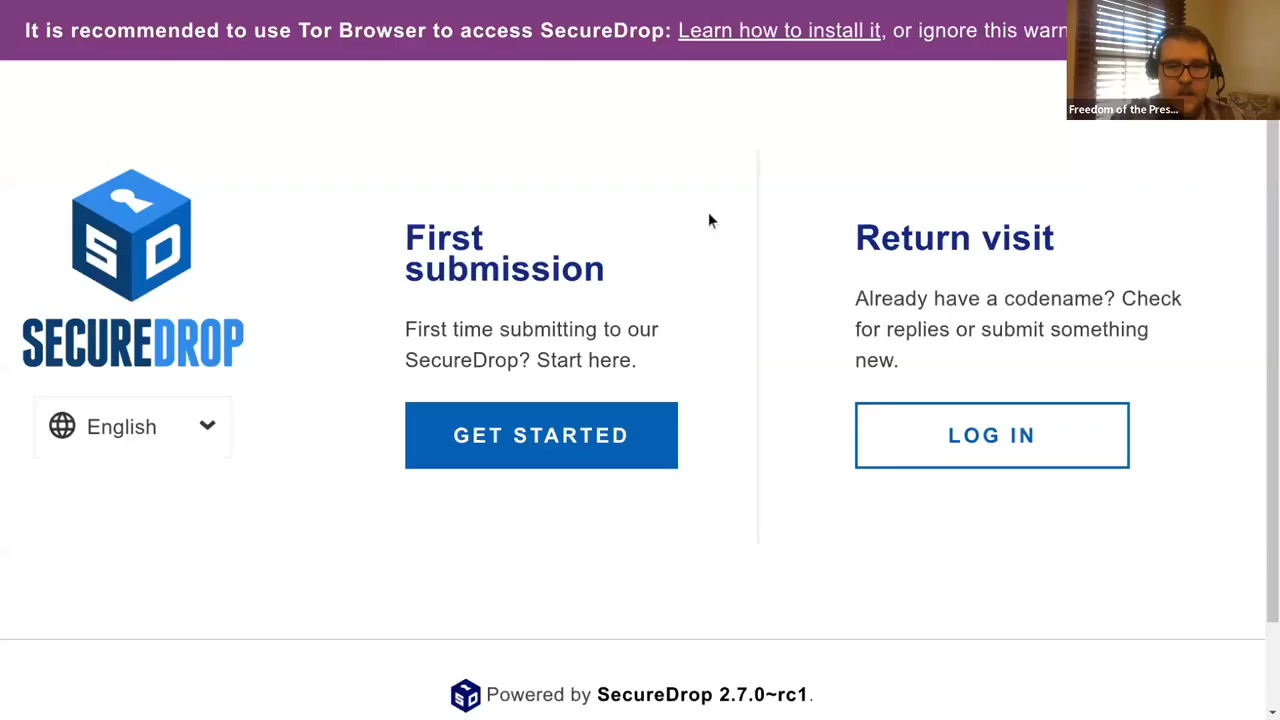 It is recommended to use Tor Browser to access SecureDrop: Learn how to install it, or ignore this warn
Freedom of the Pres...
SD
SECUREDROP
English
First
submission
First time submitting to our
SecureDrop? Start here.
GET STARTED
Return visit
Already have a codename? Check
for replies or submit something
new.
LOG IN
SD
Powered by SecureDrop 2.7.0~rc1.